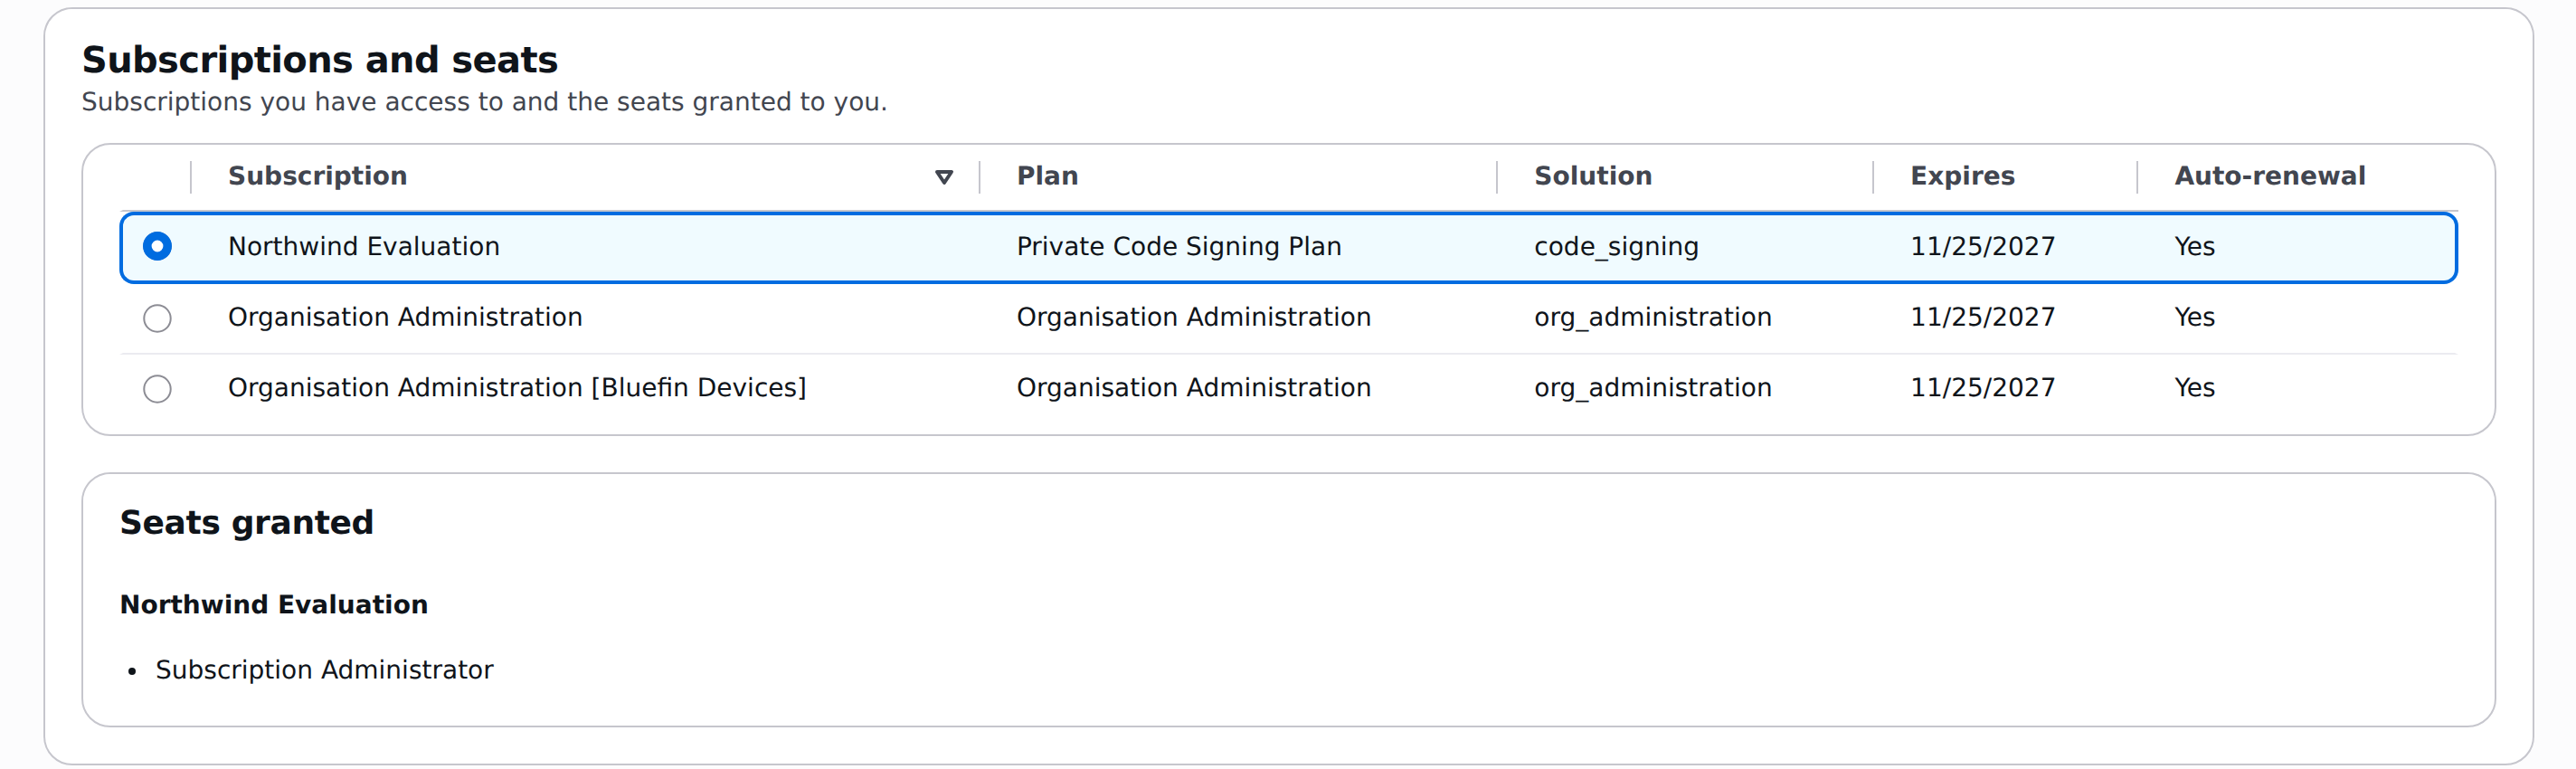 Subscriptions and seats
Subscriptions you have access to and the seats granted to you.
Subscription Plan Solution Expires Auto-renewal
Northwind Evaluation Private Code Signing Plan code_signing 11/25/2027 Yes
Organisation Administration Organisation Administration org_administration 11/25/2027 Yes
Organisation Administration [Bluefin Devices] Organisation Administration org_administration 11/25/2027 Yes
Seats granted
Northwind Evaluation
• Subscription Administrator